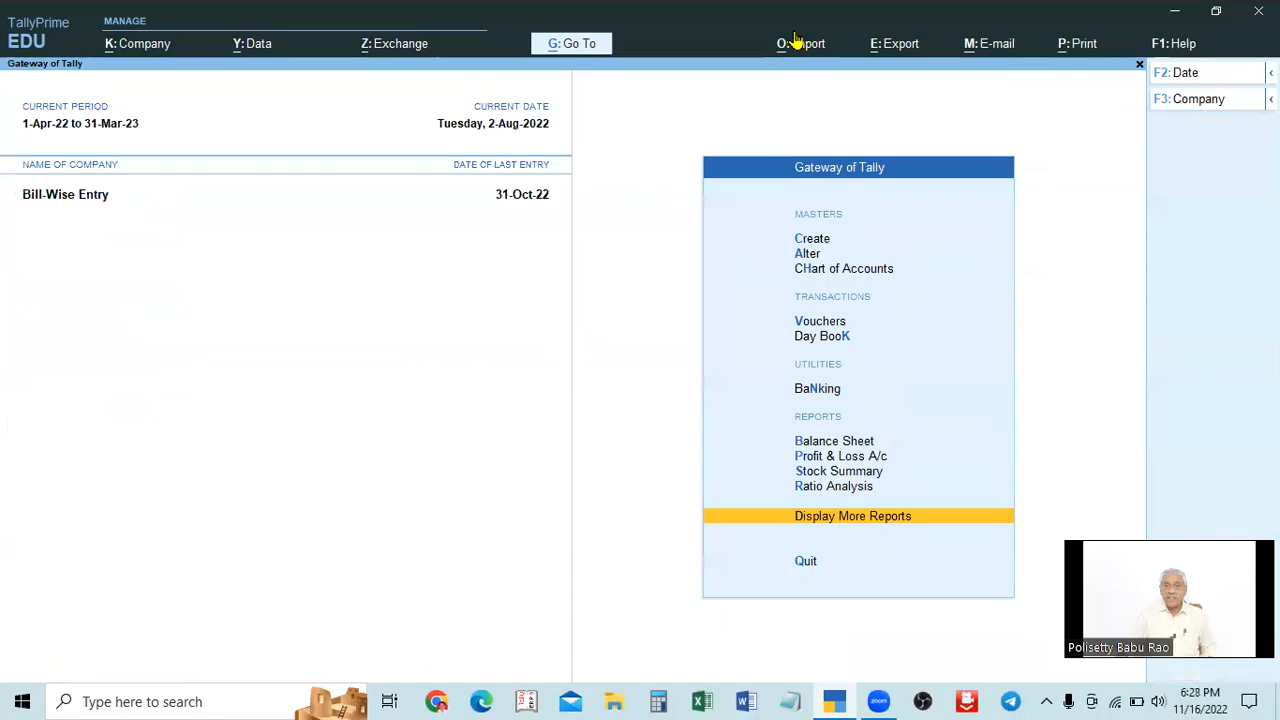 TallyPrime
EDU
MANAGE
K: Company
Y: Data
Z: Exchange
G: Go To
E: Export
M: E-mail
P: Print
F1: Help
Gateway of Tally
CURRENT PERIOD
CURRENT DATE
1-Apr-22 to 31-Mar-23
Tuesday, 2-Aug-2022
NAME OF COMPANY
DATE OF LAST ENTRY
Bill-Wise Entry
31-Oct-22
Gateway of Tally
MASTERS
Create
Alter
CHart of Accounts
TRANSACTIONS
Vouchers
Day BooK
UTILITIES
BaNking
REPORTS
Balance Sheet
Profit & Loss A/c
Stock Summary
Ratio Analysis
Display More Reports
Quit
F2: Date
F3: Company
Polisetty Babu Rao
Type here to search
zoom
6:28 PM
11/16/2022